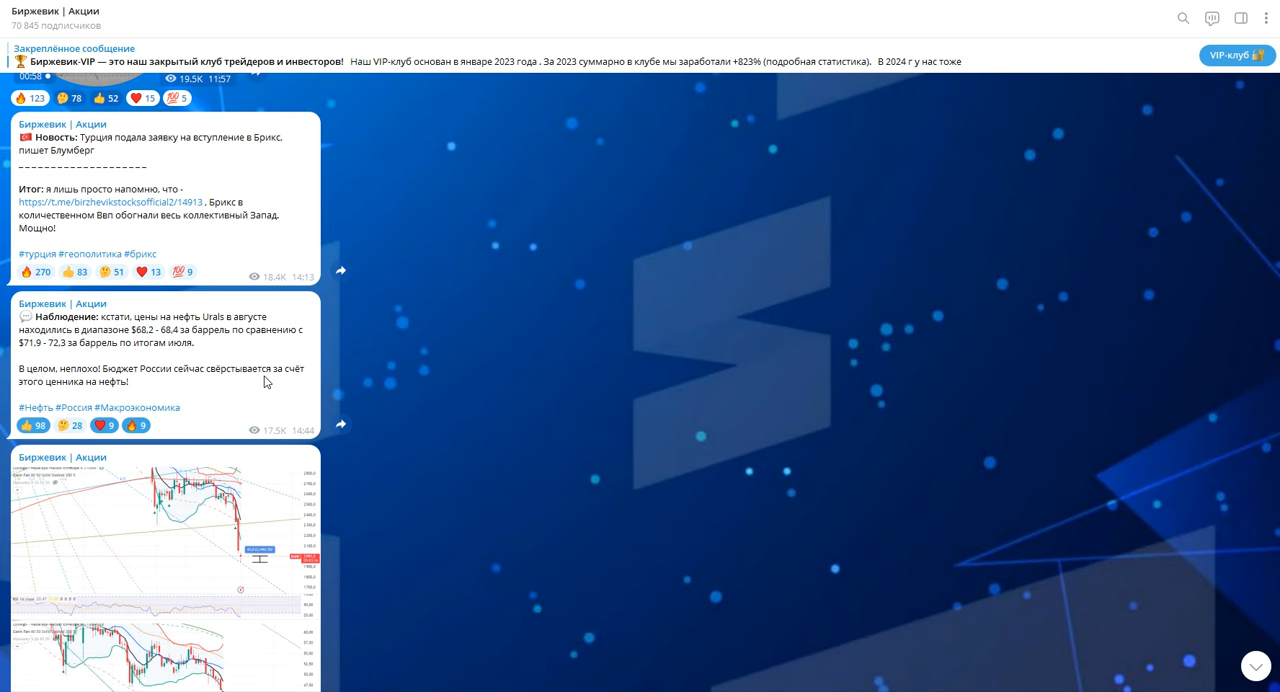 Биржевик | Акции
70 845 подписчиков
Закреплённое сообщение
🏆 Биржевик-VIP — это наш закрытый клуб трейдеров и инвесторов! Наш VIP-клуб основан в январе 2023 года . За 2023 суммарно в клубе мы заработали +823% (подробная статистика). В 2024 г у нас тоже
VIP-клуб 🔐
00:58
19.5K 11:57
🔥 123 🤔 78 👍 52 ❤️ 15 💯 5
Биржевик | Акции
🇹🇷 Новость: Турция подала заявку на вступление в Брикс,
пишет Блумберг
_ _ _ _ _ _ _ _ _ _ _ _ _ _ _ _ _ _ _
Итог: я лишь просто напомню, что -
https://t.me/birzhevikstocksofficial2/14913 , Брикс в
количественном Ввп обогнали весь коллективный Запад.
Мощно!
#турция #геополитика #брикс
🔥 270 👍 83 🤔 51 ❤️ 13 💯 9 18.4K 14:13
Биржевик | Акции
💬 Наблюдение: кстати, цены на нефть Urals в августе
находились в диапазоне $68,2 - 68,4 за баррель по сравнению с
$71,9 - 72,3 за баррель по итогам июля.
В целом, неплохо! Бюджет России сейчас свёрстывается за счёт
этого ценника на нефть!
#Нефть #Россия #Макроэкономика
👍 98 🤔 28 ❤️ 9 🔥 9 17.5K 14:44
Биржевик | Акции